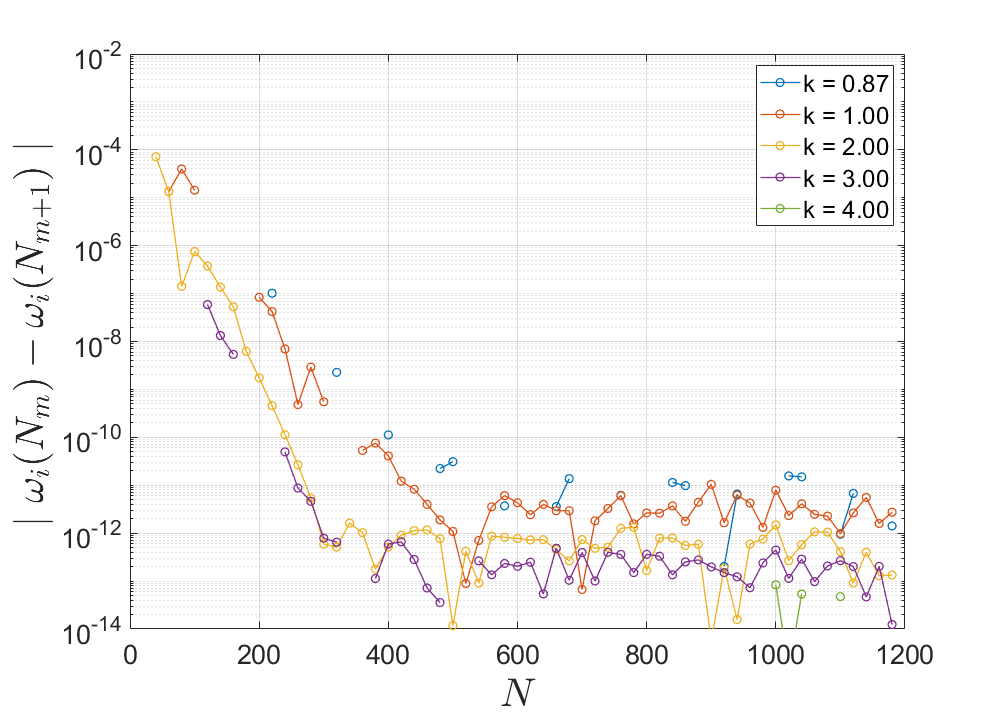 10^-2
10^-4
10^-6
10^-8
10^-10
10^-12
10^-14
| ω_i(N_m) − ω_i(N_{m+1}) |
0 200 400 600 800 1000 1200
N
k = 0.87
k = 1.00
k = 2.00
k = 3.00
k = 4.00